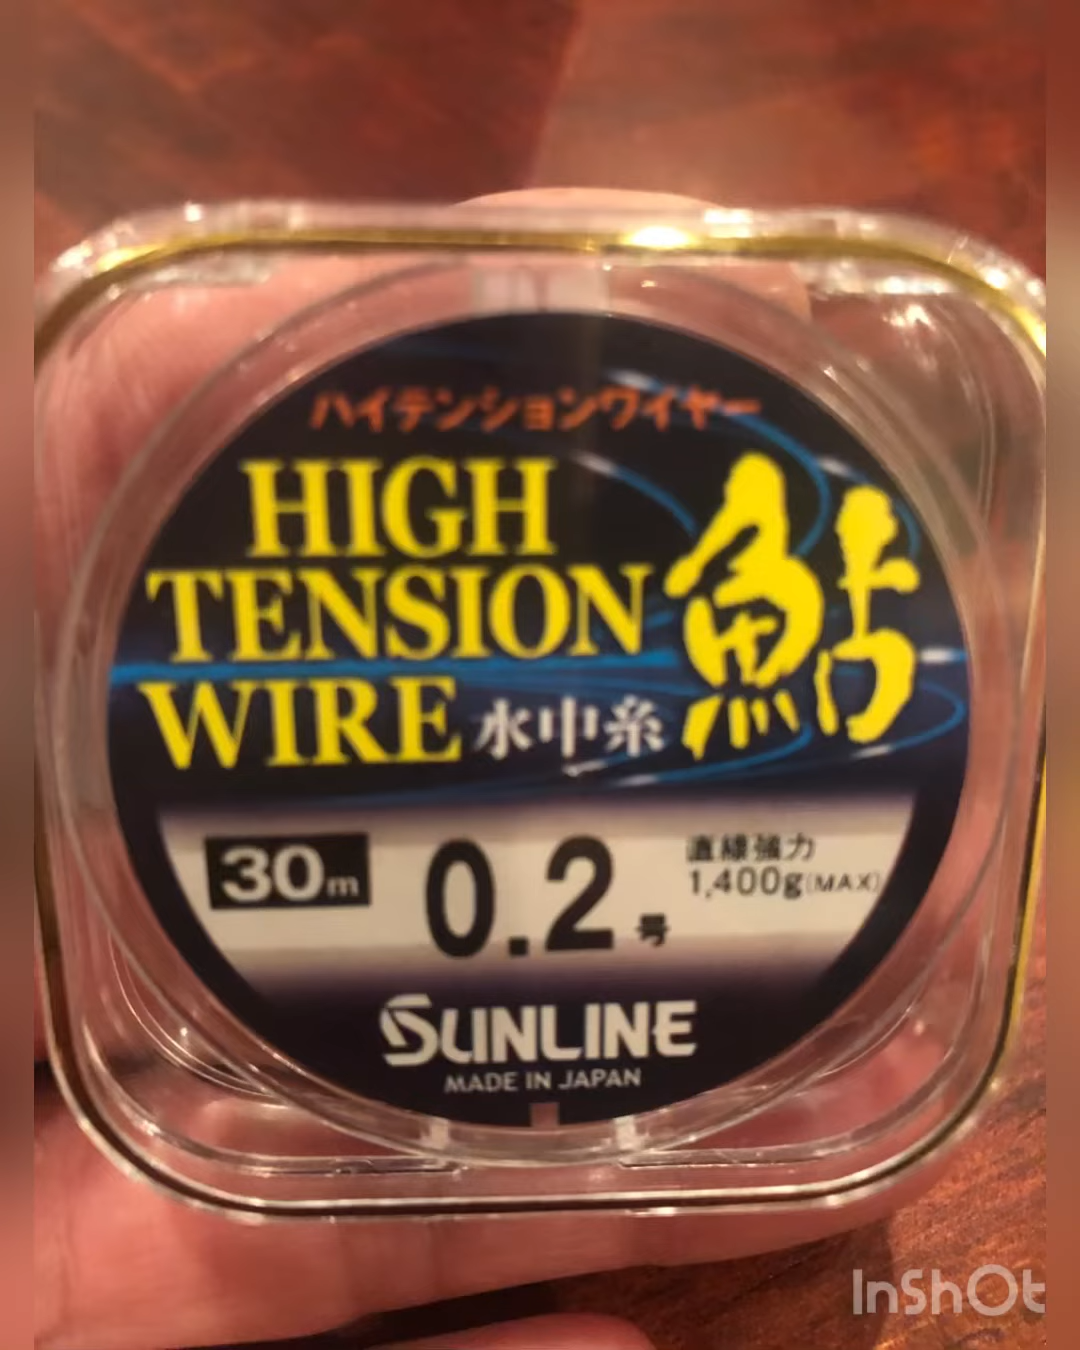 ハイテンションワイヤー
HIGH
TENSION
WIRE 水中糸
鮎
30m
0.2号
直線強力
1,400g(MAX)
SUNLINE
MADE IN JAPAN
InShOt